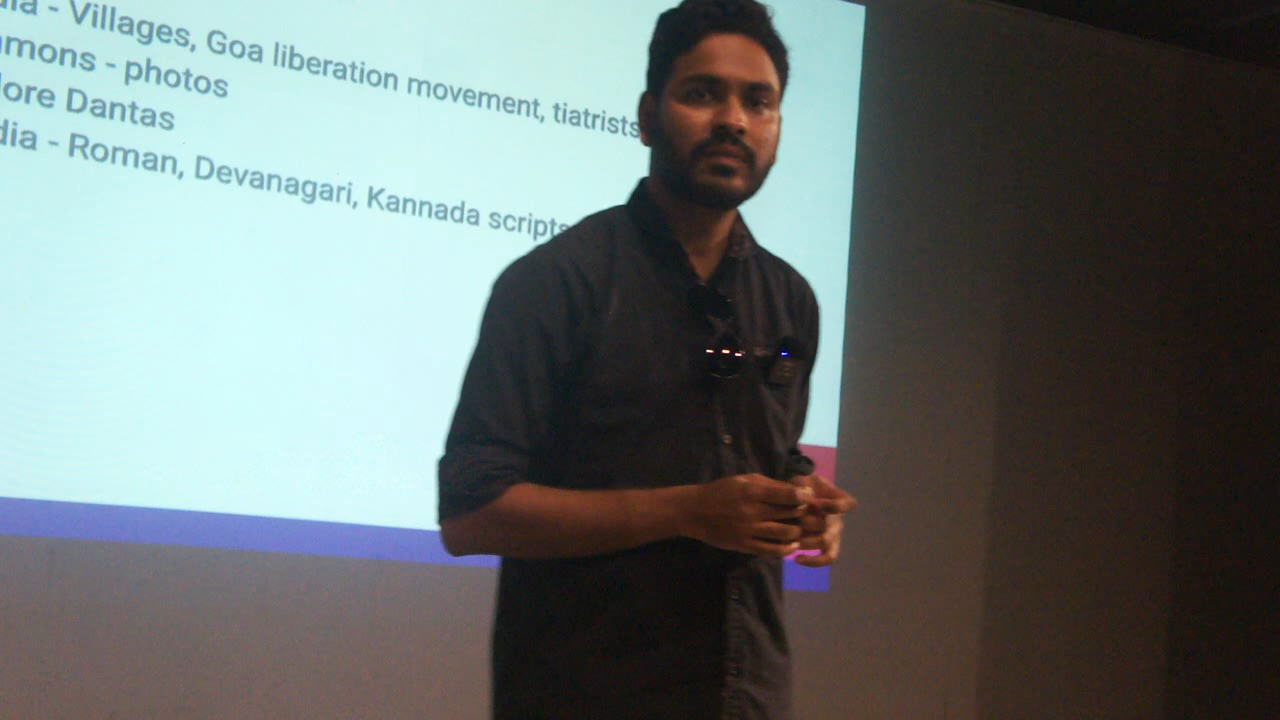 - Villages, Goa liberation movement, tiatrists
mons - photos
lore Dantas
dia - Roman, Devanagari, Kannada scripts